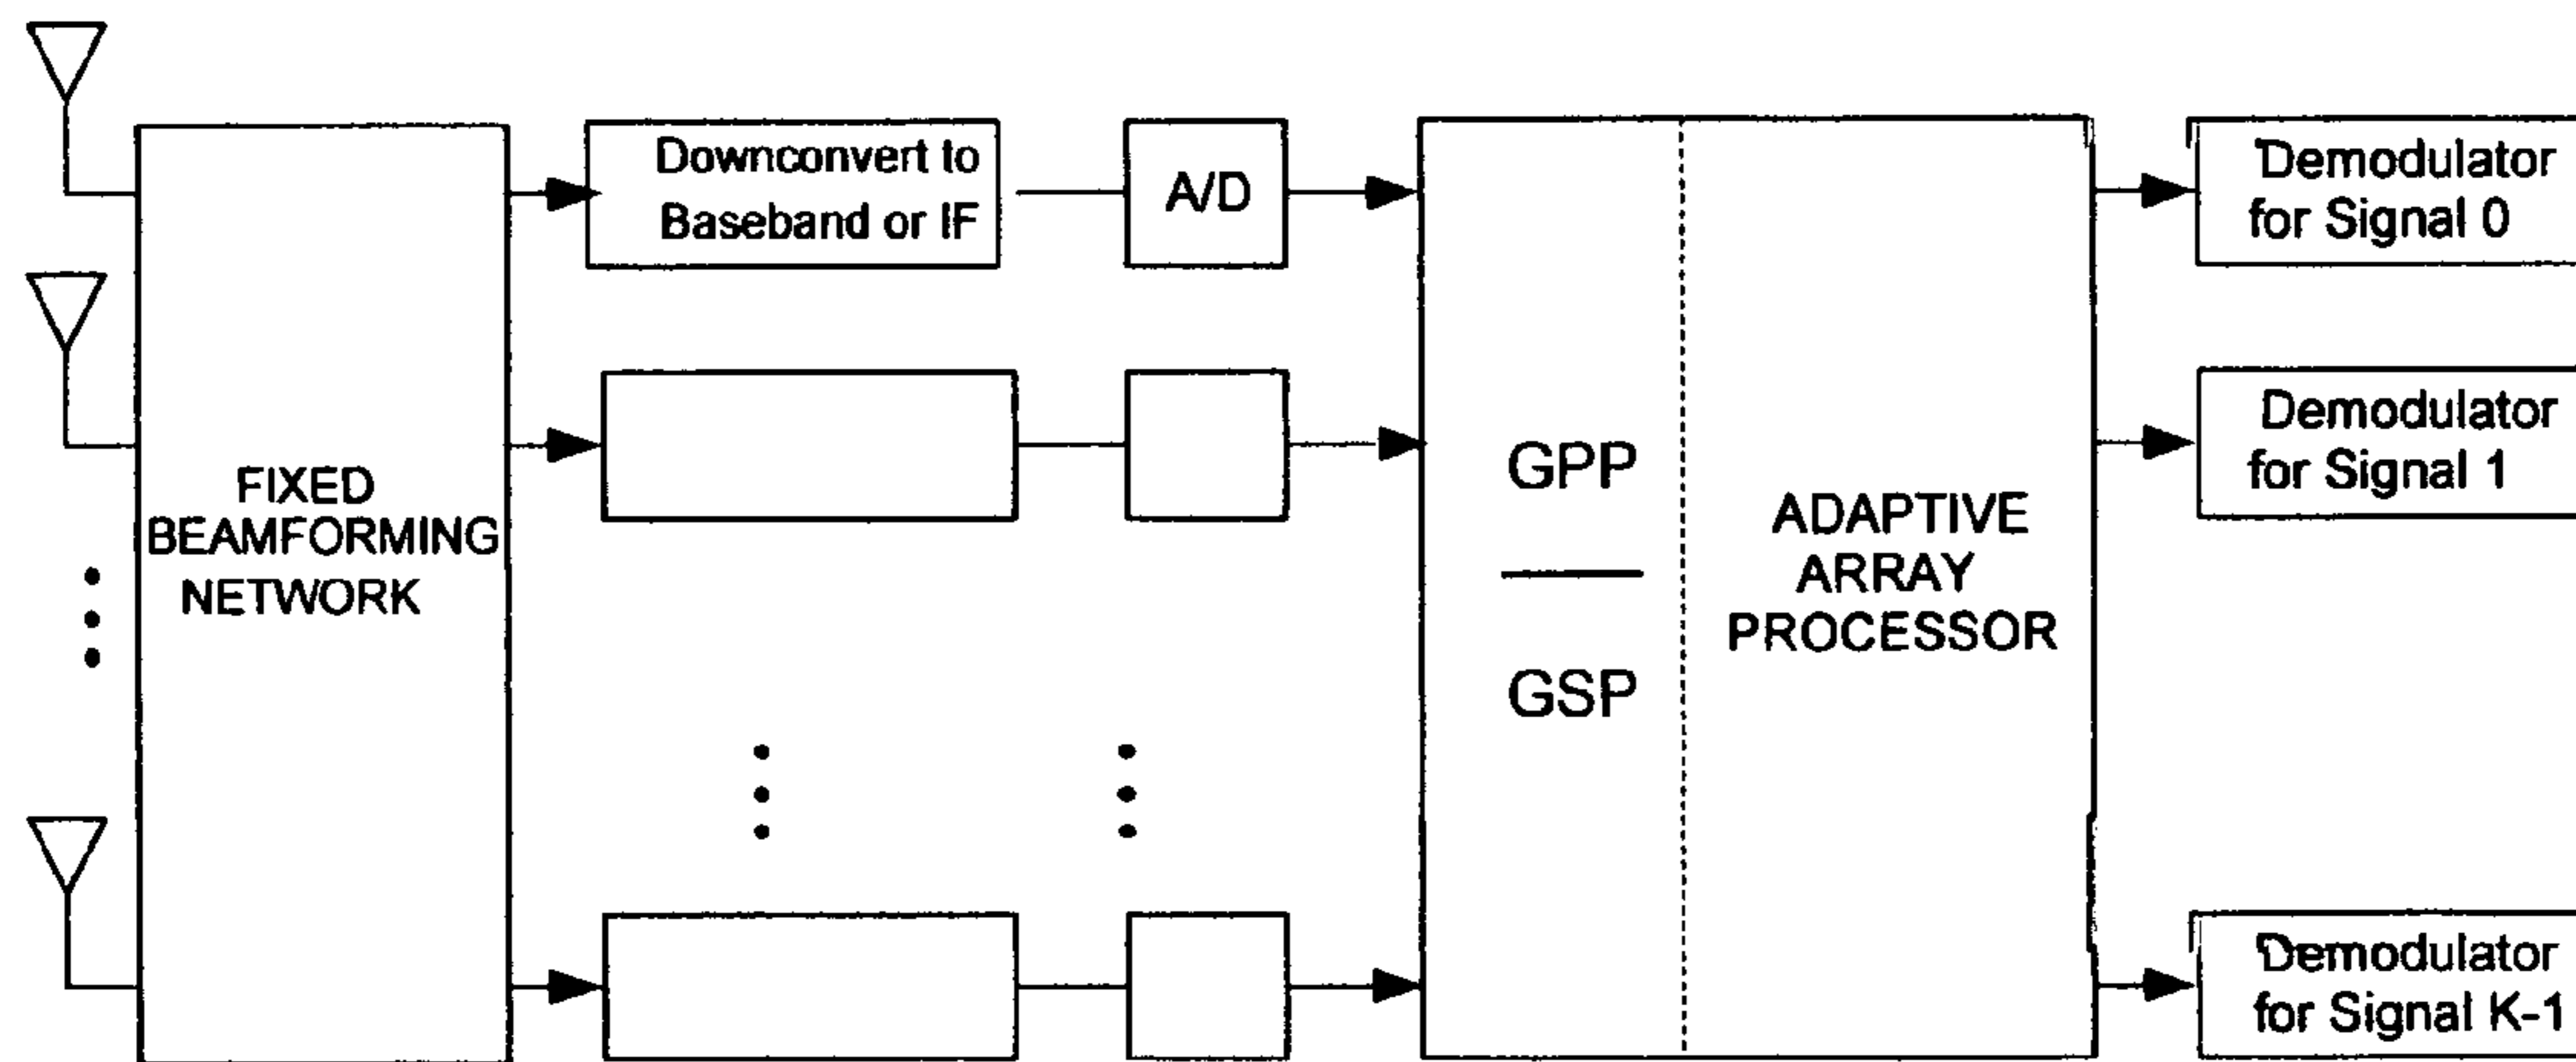 Downconvert to
Baseband or IF
A/D
Demodulator
for Signal 0
Demodulator
for Signal 1
FIXED
BEAMFORMING
NETWORK
GPP
GSP
ADAPTIVE
ARRAY
PROCESSOR
Demodulator
for Signal K-1